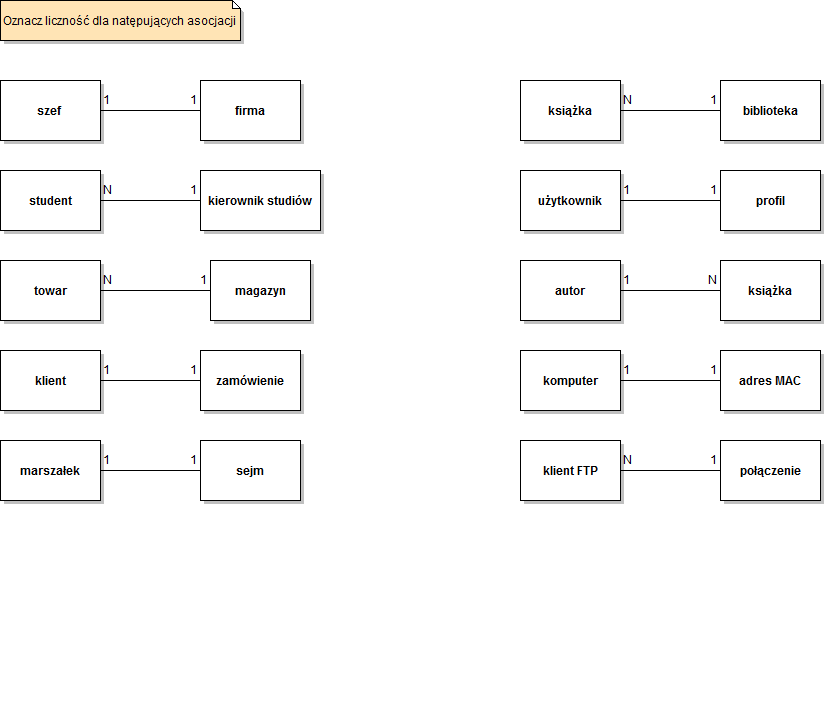 Oznacz liczność dla natępujących asocjacji
szef 1 1 firma
student N 1 kierownik studiów
towar N 1 magazyn
klient 1 1 zamówienie
marszałek 1 1 sejm
książka N 1 biblioteka
użytkownik 1 1 profil
autor 1 N książka
komputer 1 1 adres MAC
klient FTP N 1 połączenie